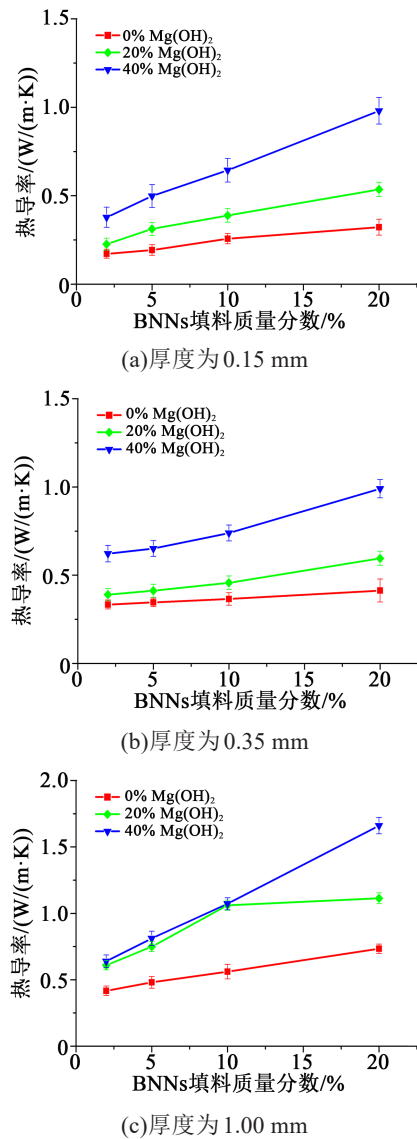 1.5
1.0
0.5
0
0% Mg(OH)₂
20% Mg(OH)₂
40% Mg(OH)₂
热导率/(W/(m·K))
5 10 15 20
BNNs填料质量分数/%
(a)厚度为0.15 mm
1.5
1.0
0.5
0
0% Mg(OH)₂
20% Mg(OH)₂
40% Mg(OH)₂
热导率/(W/(m·K))
5 10 15 20
BNNs填料质量分数/%
(b)厚度为0.35 mm
2.0
1.5
1.0
0.5
0
0% Mg(OH)₂
20% Mg(OH)₂
40% Mg(OH)₂
热导率/(W/(m·K))
5 10 15 20
BNNs填料质量分数/%
(c)厚度为1.00 mm